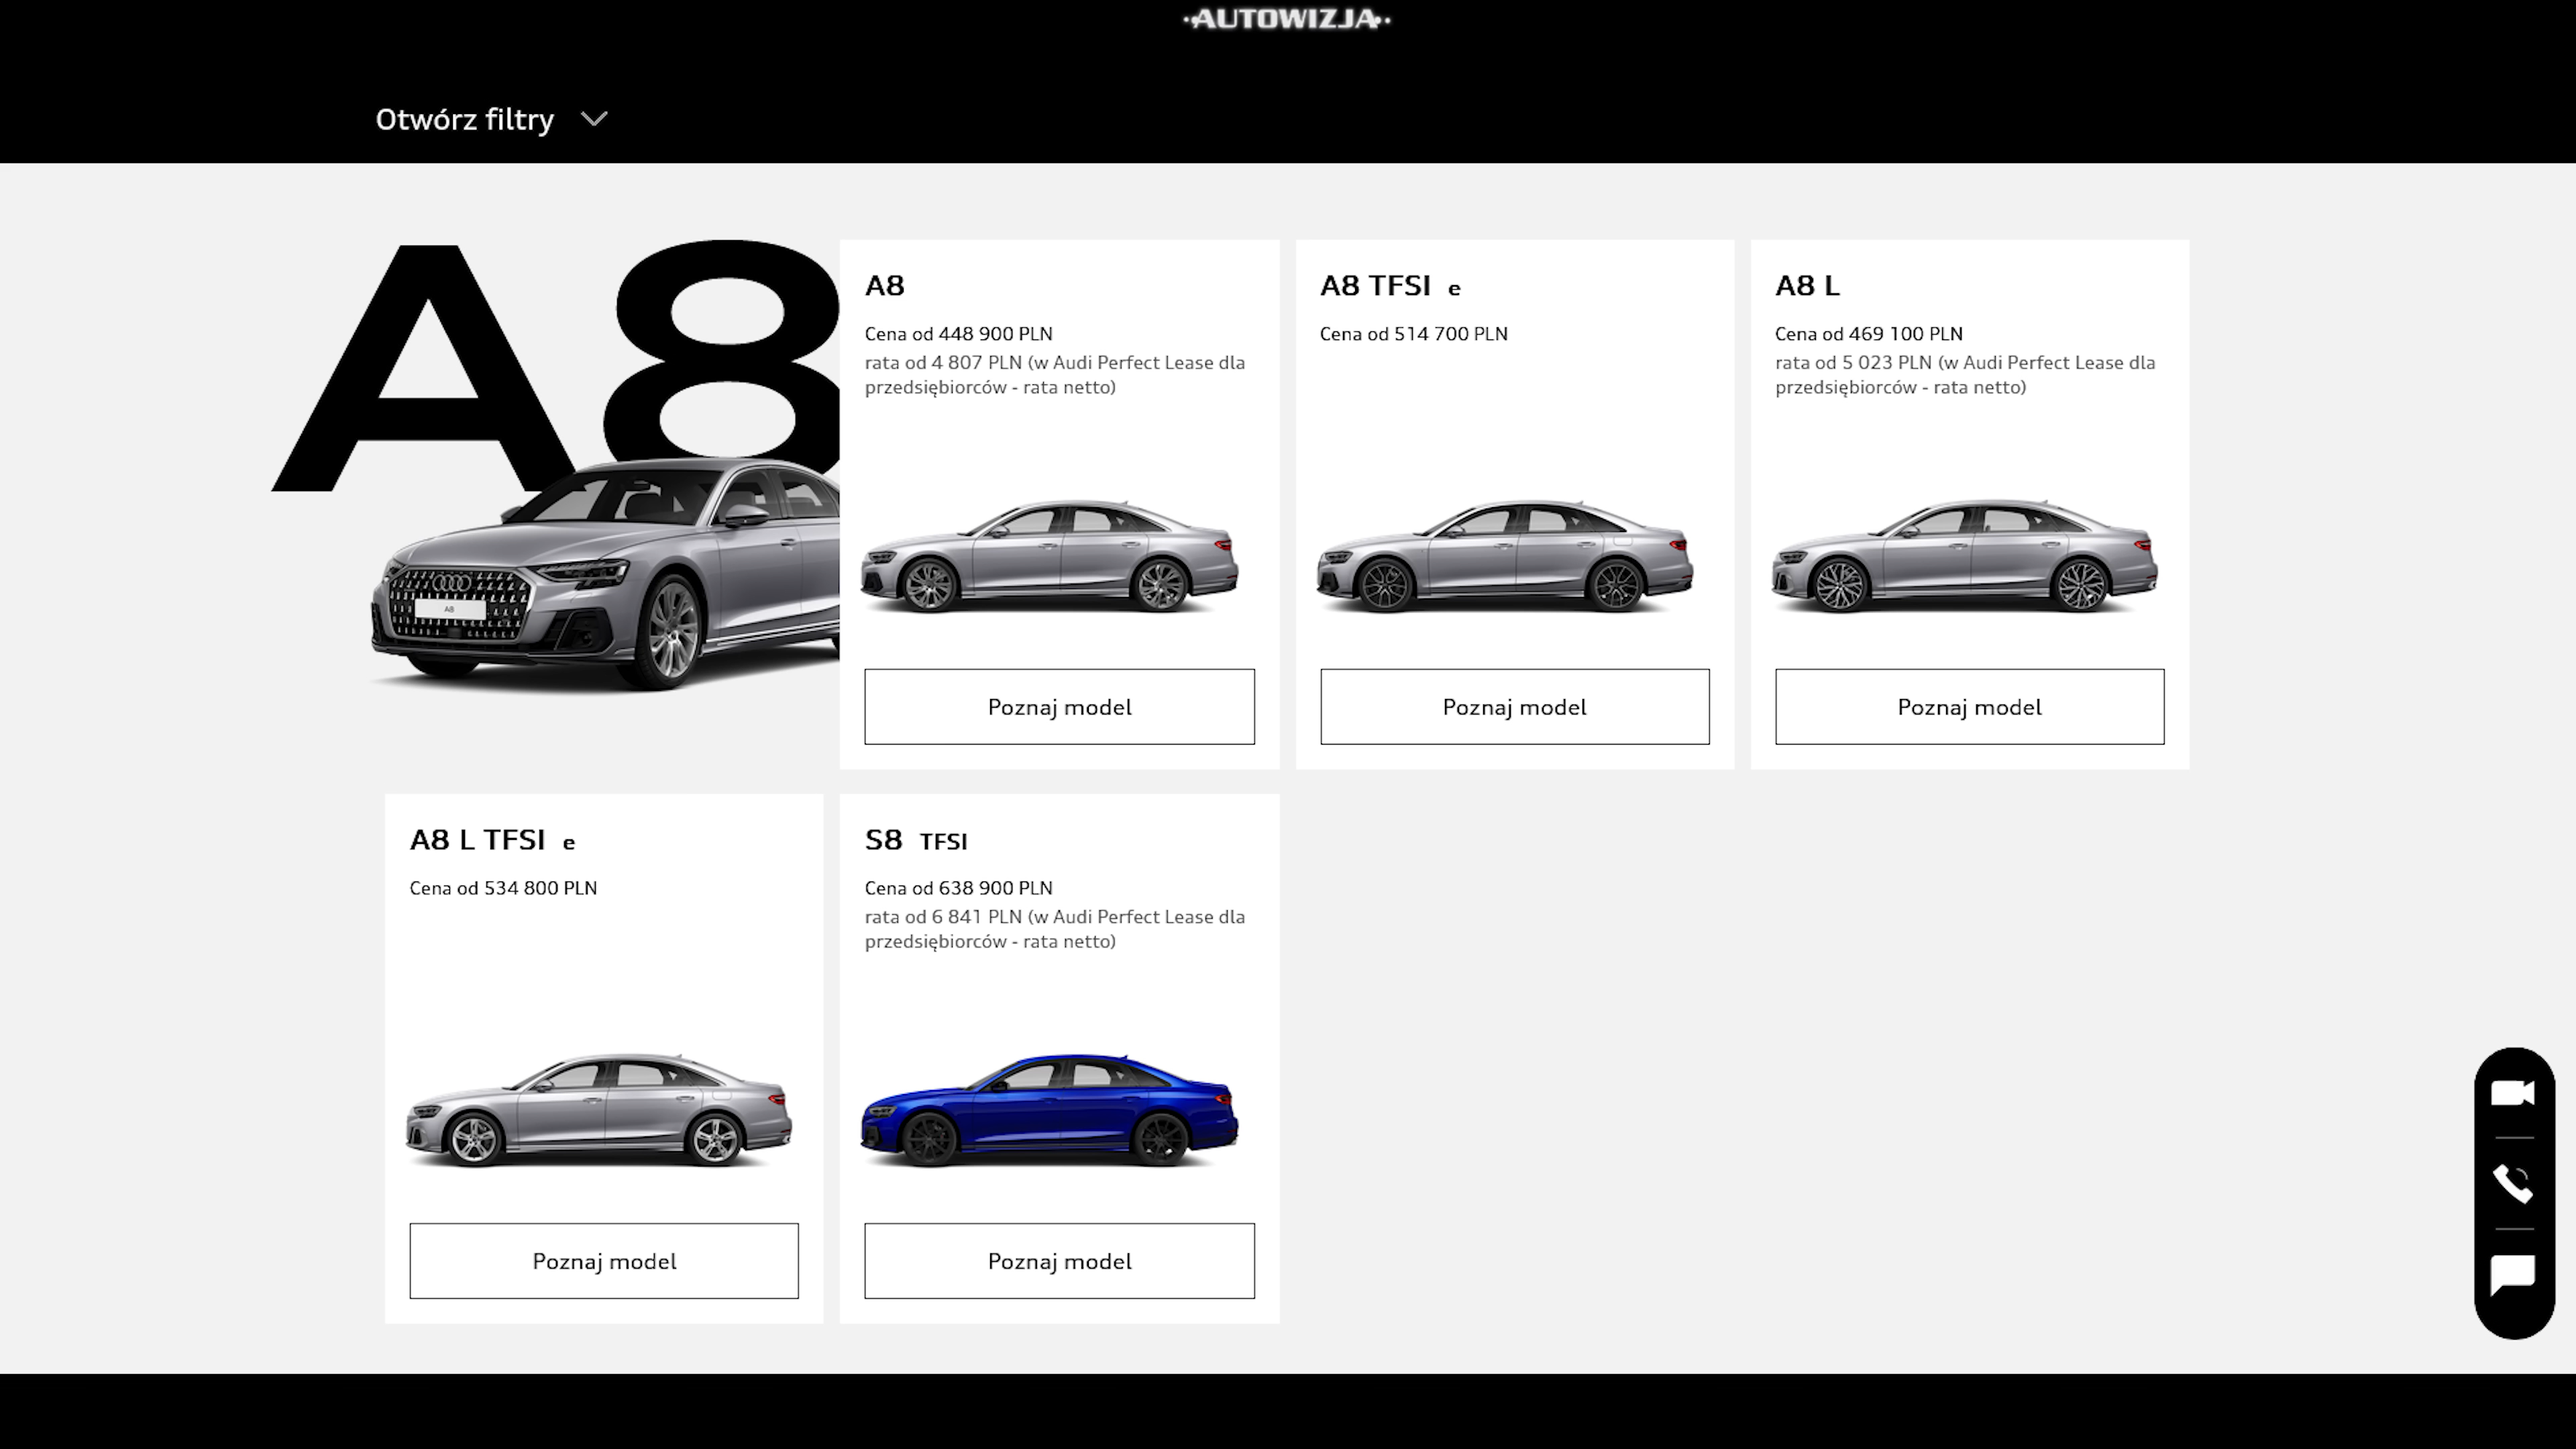 AUTOWIZJA
Otwórz filtry
A8
A8
A8
Cena od 448 900 PLN
rata od 4 807 PLN (w Audi Perfect Lease dla
przedsiębiorców - rata netto)
Poznaj model
A8 TFSI e
Cena od 514 700 PLN
Poznaj model
A8 L
Cena od 469 100 PLN
rata od 5 023 PLN (w Audi Perfect Lease dla
przedsiębiorców - rata netto)
Poznaj model
A8 L TFSI e
Cena od 534 800 PLN
Poznaj model
S8 TFSI
Cena od 638 900 PLN
rata od 6 841 PLN (w Audi Perfect Lease dla
przedsiębiorców - rata netto)
Poznaj model